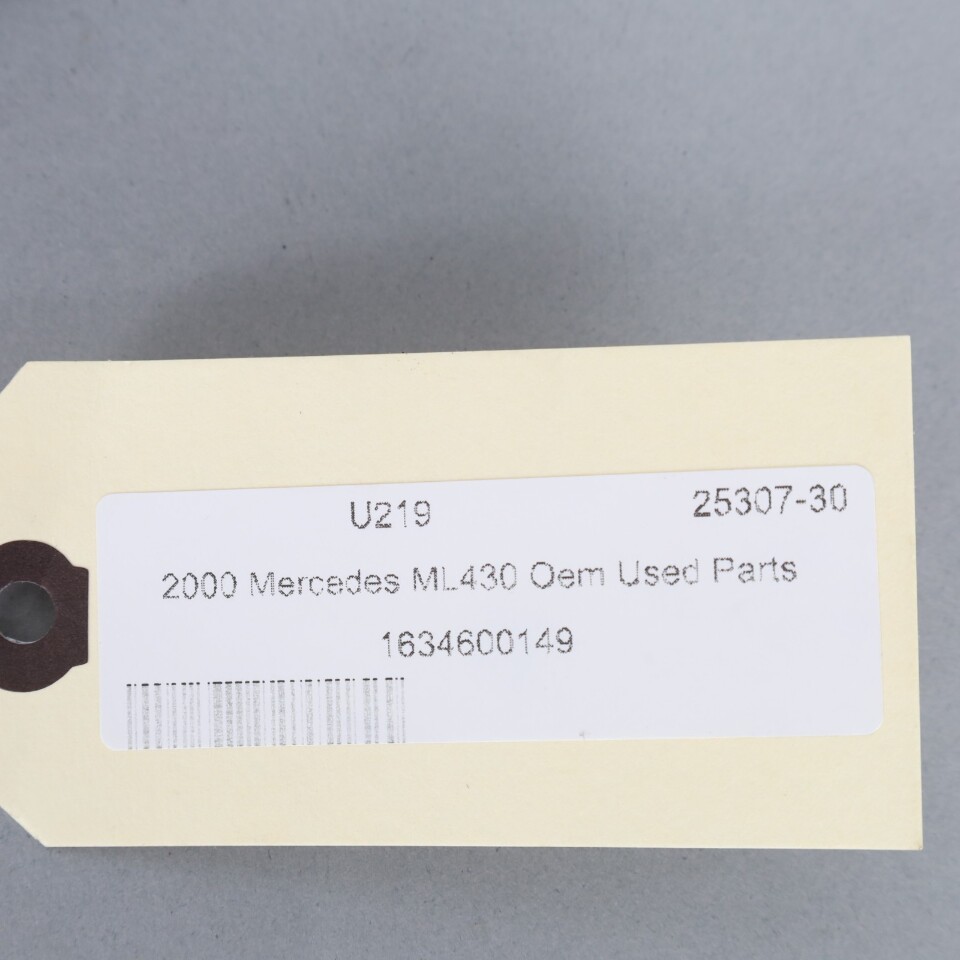 U219 25307-30
2000 Mercedes ML430 Oem Used Parts
1634600149